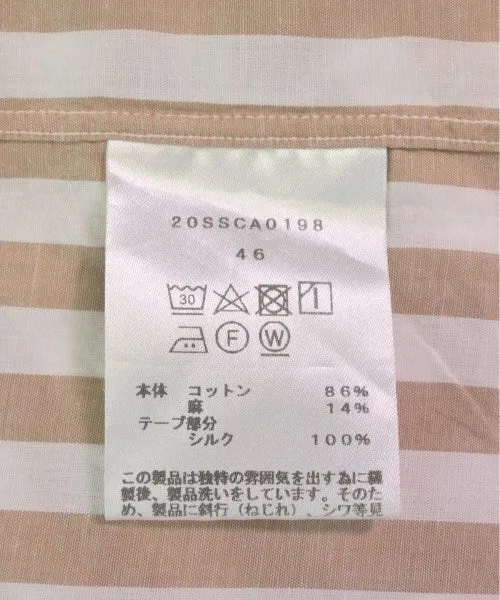 20SSCA0198
46
30
F W
本体 コットン 86%
麻 14%
テープ部分
シルク 100%
この製品は独特の雰囲気を出す為に縫
製後、製品洗いをしています。そのた
め、製品に斜行(ねじれ)、シワ等見